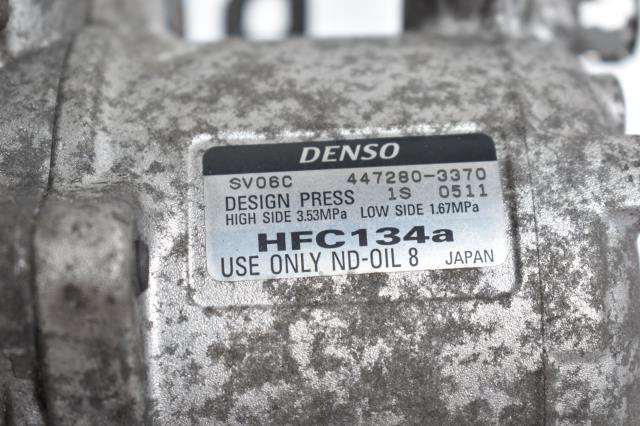 DENSO
SV06C 447280-3370
DESIGN PRESS 1S 0511
HIGH SIDE 3.53MPa LOW SIDE 1.67MPa
HFC134a
USE ONLY ND-OIL 8 JAPAN